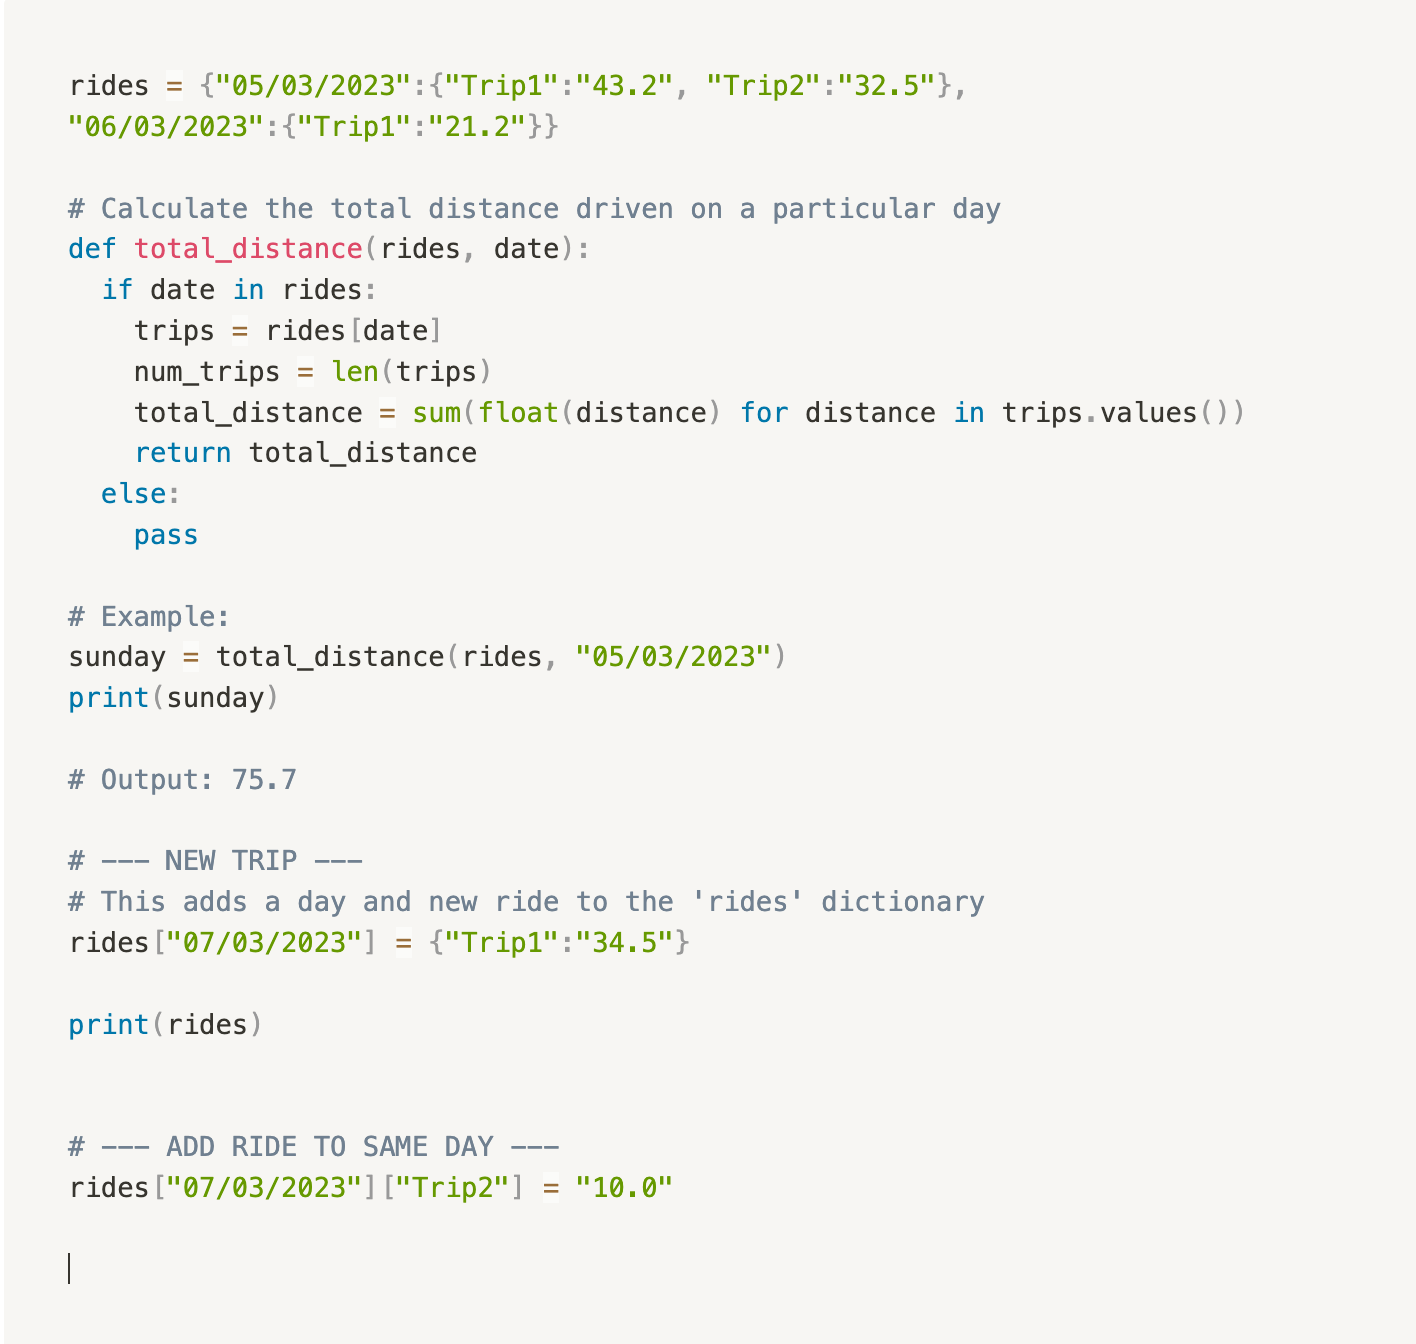 rides = {"05/03/2023":{"Trip1":"43.2", "Trip2":"32.5"},
"06/03/2023":{"Trip1":"21.2"}}

# Calculate the total distance driven on a particular day
def total_distance(rides, date):
  if date in rides:
    trips = rides[date]
    num_trips = len(trips)
    total_distance = sum(float(distance) for distance in trips.values())
    return total_distance
  else:
    pass

# Example:
sunday = total_distance(rides, "05/03/2023")
print(sunday)

# Output: 75.7

# --- NEW TRIP ---
# This adds a day and new ride to the 'rides' dictionary
rides["07/03/2023"] = {"Trip1":"34.5"}

print(rides)


# --- ADD RIDE TO SAME DAY ---
rides["07/03/2023"]["Trip2"] = "10.0"